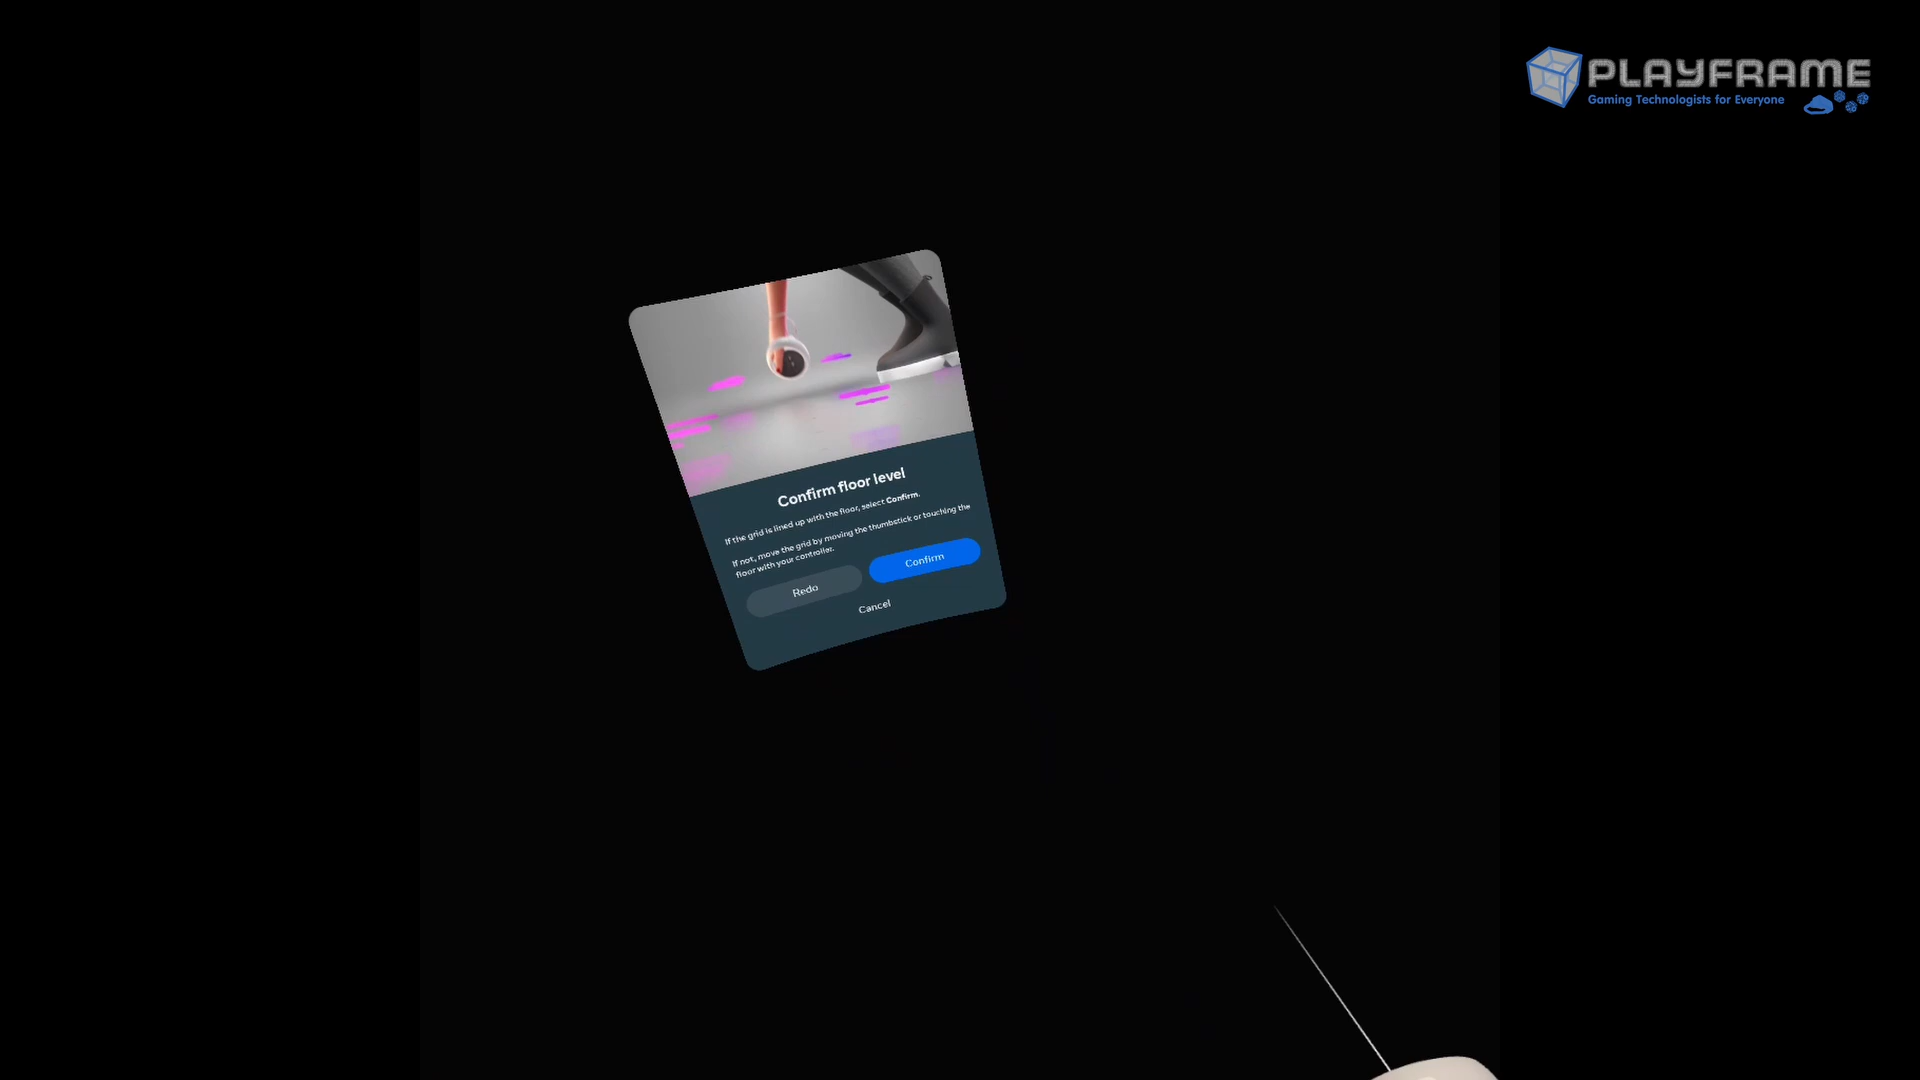 PLAYFRAME
Gaming Technologists for Everyone
Confirm floor level
If the grid is lined up with the floor, select Confirm.
If not, move the grid by moving the thumbstick or touching the
floor with your controller.
Redo
Confirm
Cancel